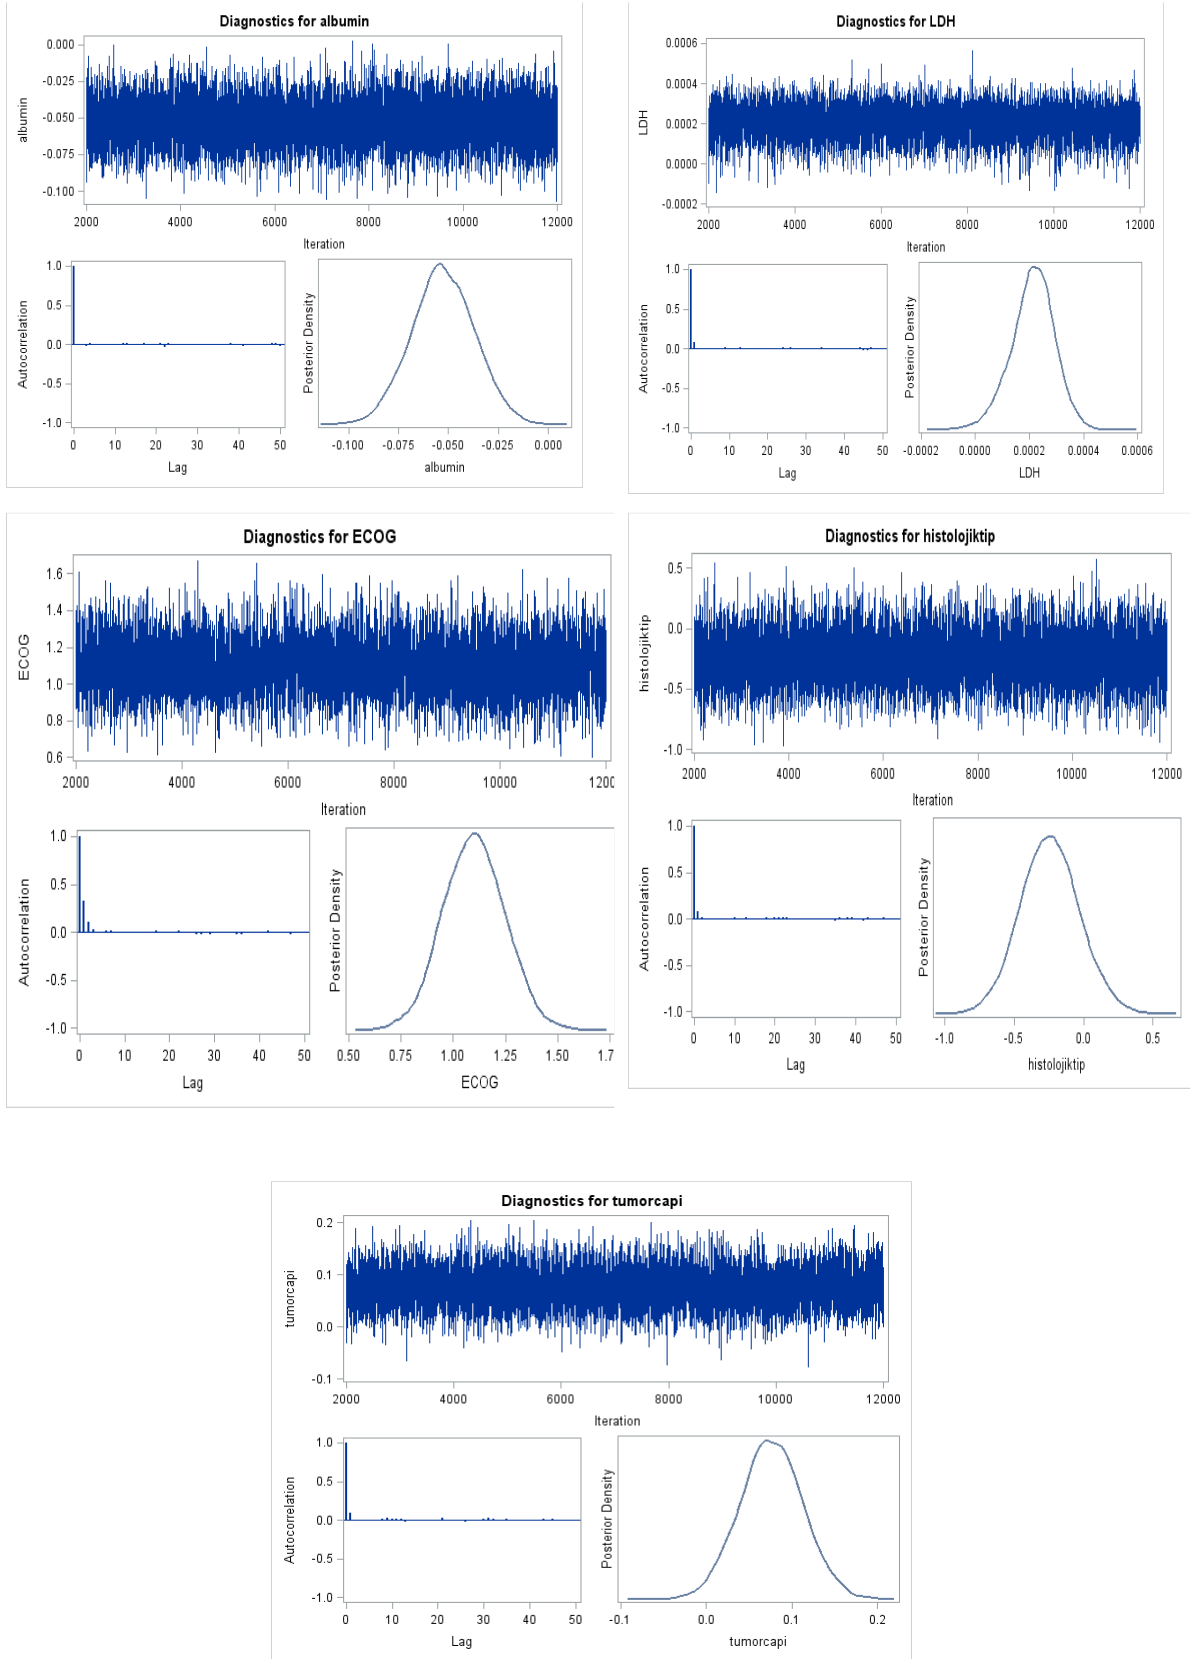 Diagnostics for albumin
albumin
0.000
-0.025
-0.050
-0.075
-0.100
2000 4000 6000 8000 10000 12000
Iteration
Autocorrelation
1.0
0.5
0.0
-0.5
-1.0
0 10 20 30 40 50
Lag
Posterior Density
-0.100 -0.075 -0.050 -0.025 0.000
albumin
Diagnostics for LDH
LDH
0.0006
0.0004
0.0002
0.0000
-0.0002
2000 4000 6000 8000 10000 12000
Iteration
Autocorrelation
1.0
0.5
0.0
-0.5
-1.0
0 10 20 30 40 50
Lag
Posterior Density
-0.0002 0.0000 0.0002 0.0004 0.0006
LDH
Diagnostics for ECOG
ECOG
1.6
1.4
1.2
1.0
0.8
0.6
2000 4000 6000 8000 10000 1200
Iteration
Autocorrelation
1.0
0.5
0.0
-0.5
-1.0
0 10 20 30 40 50
Lag
Posterior Density
0.50 0.75 1.00 1.25 1.50 1.7
ECOG
Diagnostics for histolojiktip
histolojiktip
0.5
0.0
-0.5
-1.0
2000 4000 6000 8000 10000 12000
Iteration
Autocorrelation
1.0
0.5
0.0
-0.5
-1.0
0 10 20 30 40 50
Lag
Posterior Density
-1.0 -0.5 0.0 0.5
histolojiktip
Diagnostics for tumorcapi
tumorcapi
0.2
0.1
0.0
-0.1
2000 4000 6000 8000 10000 12000
Iteration
Autocorrelation
1.0
0.5
0.0
-0.5
-1.0
0 10 20 30 40 50
Lag
Posterior Density
-0.1 0.0 0.1 0.2
tumorcapi